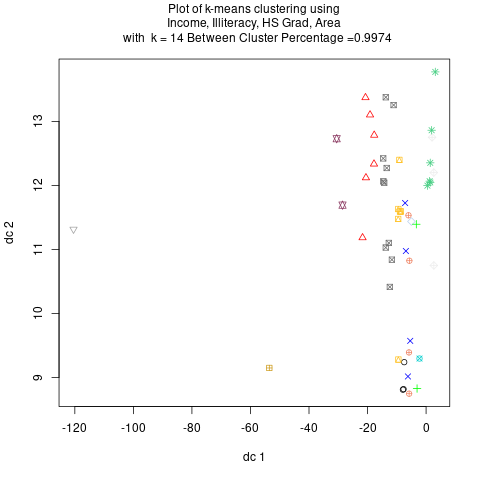 Plot of k-means clustering using
Income, Illiteracy, HS Grad, Area
with k = 14 Between Cluster Percentage =0.9974
13
12
11
10
9
dc 2
-120 -100 -80 -60 -40 -20 0
dc 1